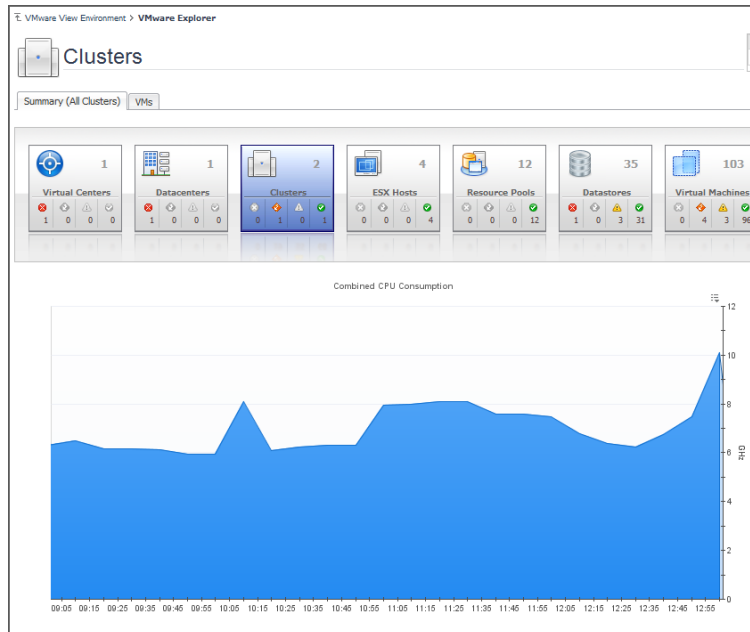 VMware View Environment > VMware Explorer
Clusters
Summary (All Clusters) VMs
1 1 2 4 12 35 103
Virtual Centers Datacenters Clusters ESX Hosts Resource Pools Datastores Virtual Machines
1 0 0 0 1 0 0 0 0 1 0 1 0 0 0 4 0 0 0 12 1 0 3 31 0 4 3 96
Combined CPU Consumption
12
10
8
6
4
2
0
GHz
09:05 09:15 09:25 09:35 09:45 09:55 10:05 10:15 10:25 10:35 10:45 10:55 11:05 11:15 11:25 11:35 11:45 11:55 12:05 12:15 12:25 12:35 12:45 12:55